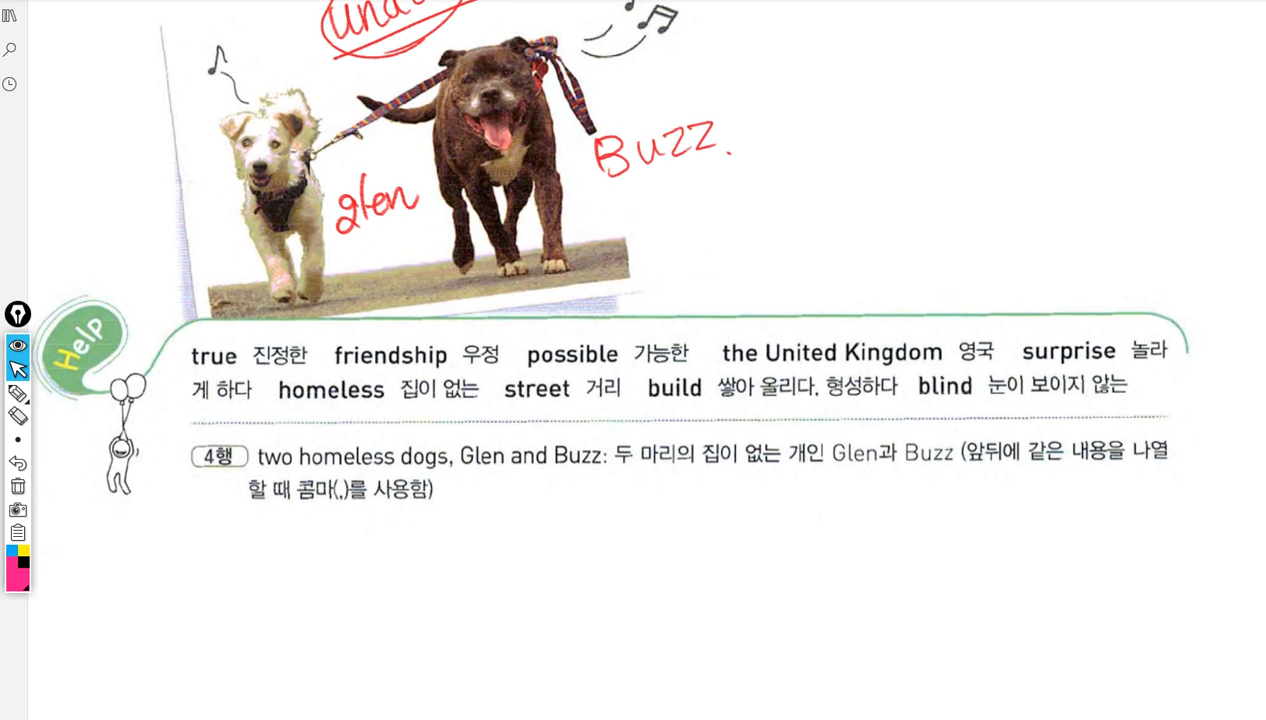 glen
Buzz.
Help
true 진정한 friendship 우정 possible 가능한 the United Kingdom 영국 surprise 놀라
게 하다 homeless 집이 없는 street 거리 build 쌓아 올리다, 형성하다 blind 눈이 보이지 않는
4행 two homeless dogs, Glen and Buzz: 두 마리의 집이 없는 개인 Glen과 Buzz (앞뒤에 같은 내용을 나열
할 때 콤마(,)를 사용함)